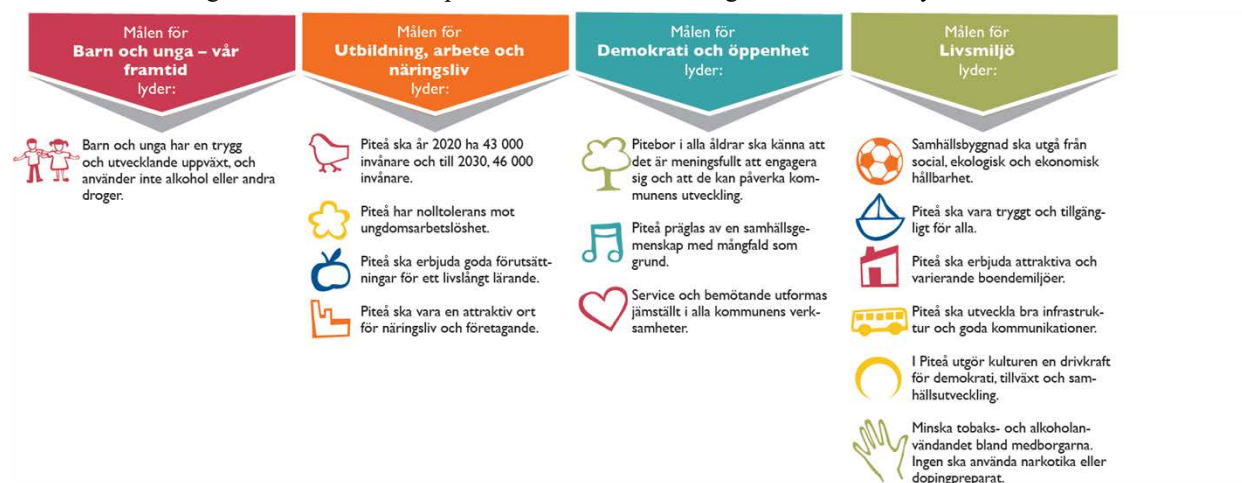 Målen för
Barn och unga – vår
framtid
lyder:
Barn och unga har en trygg
och utvecklande uppväxt, och
använder inte alkohol eller andra
droger.
Målen för
Utbildning, arbete och
näringsliv
lyder:
Piteå ska år 2020 ha 43 000
invånare och till 2030, 46 000
invånare.
Piteå har nolltolerans mot
ungdomsarbetslöshet.
Piteå ska erbjuda goda förutsätt-
ningar för ett livslångt lärande.
Piteå ska vara en attraktiv ort
för näringsliv och företagande.
Målen för
Demokrati och öppenhet
lyder:
Pitebor i alla åldrar ska känna att
det är meningsfullt att engagera
sig och att de kan påverka kom-
munens utveckling.
Piteå präglas av en samhällsge-
menskap med mångfald som
grund.
Service och bemötande utformas
jämställt i alla kommunens verk-
samheter.
Målen för
Livsmiljö
lyder:
Samhällsbyggnad ska utgå från
social, ekologisk och ekonomisk
hållbarhet.
Piteå ska vara tryggt och tillgäng-
ligt för alla.
Piteå ska erbjuda attraktiva och
varierande boendemiljöer.
Piteå ska utveckla bra infrastruk-
tur och goda kommunikationer.
I Piteå utgör kulturen en drivkraft
för demokrati, tillväxt och sam-
hällsutveckling.
Minska tobaks- och alkoholan-
vändandet bland medborgarna.
Ingen ska använda narkotika eller
dopingpreparat.